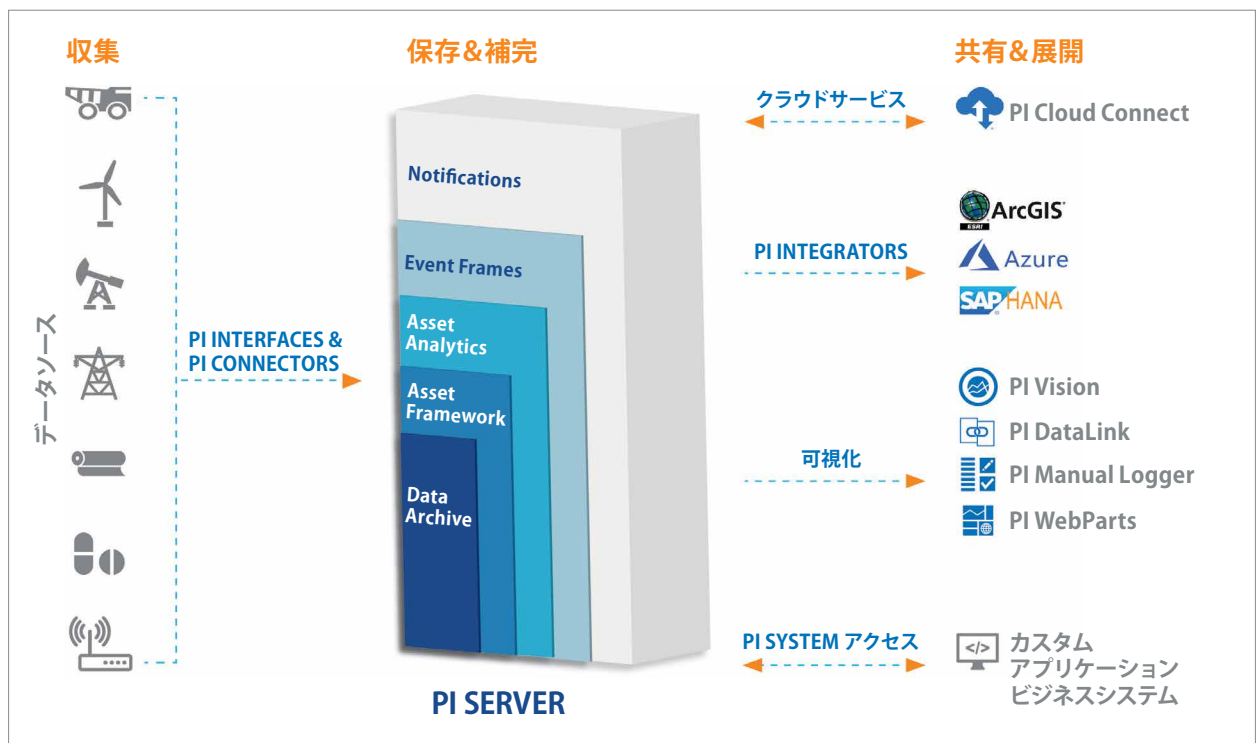 収集
保存&補完
共有&展開
データソース
PI INTERFACES &
PI CONNECTORS
Notifications
Event Frames
Asset
Analytics
Asset
Framework
Data
Archive
PI SERVER
クラウドサービス
PI Cloud Connect
PI INTEGRATORS
ArcGIS
ESRI
Azure
SAP HANA
可視化
PI Vision
PI DataLink
PI Manual Logger
PI WebParts
PI SYSTEM アクセス
</>
カスタム
アプリケーション
ビジネスシステム